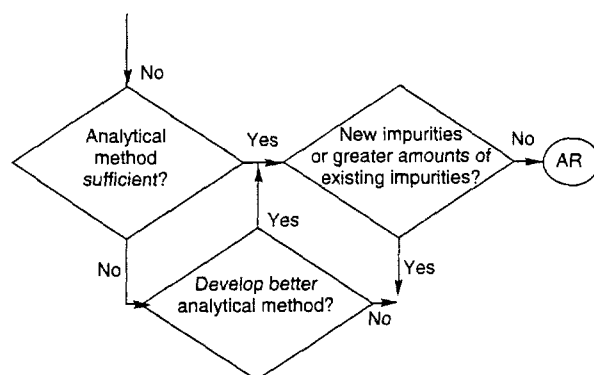 No
Analytical
method
sufficient?
Yes
New impurities
or greater amounts of
existing impurities?
No
AR
Yes
No
Yes
Develop better
analytical method?
No